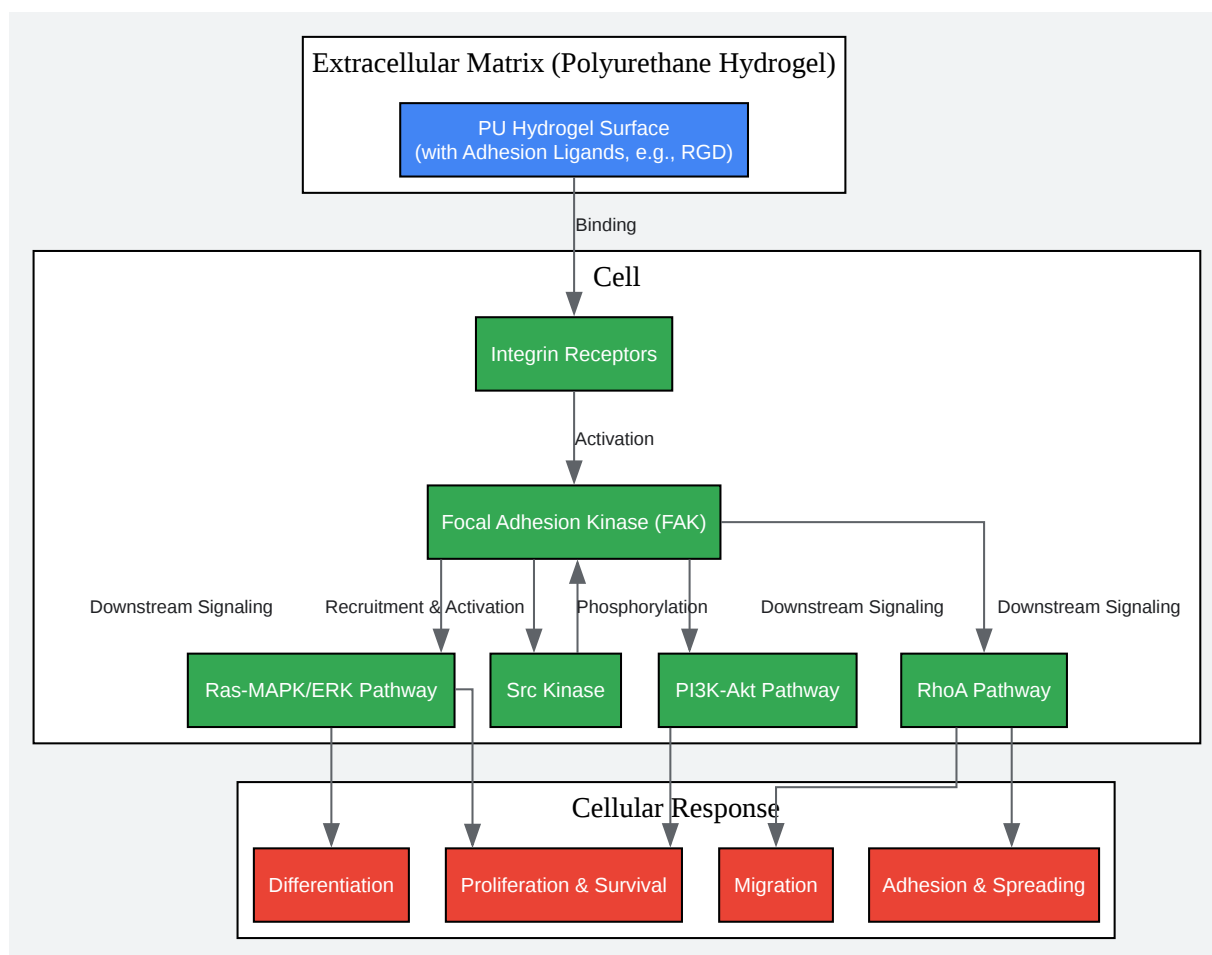 Extracellular Matrix (Polyurethane Hydrogel)
PU Hydrogel Surface
(with Adhesion Ligands, e.g., RGD)
Binding
Cell
Integrin Receptors
Activation
Focal Adhesion Kinase (FAK)
Downstream Signaling
Recruitment & Activation
Phosphorylation
Downstream Signaling
Downstream Signaling
Ras-MAPK/ERK Pathway
Src Kinase
PI3K-Akt Pathway
RhoA Pathway
Cellular Response
Differentiation
Proliferation & Survival
Migration
Adhesion & Spreading